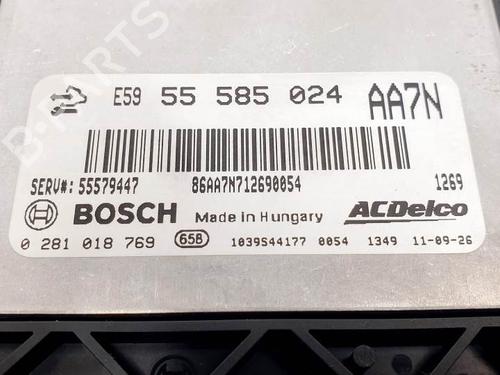 E59 55 585 024 AA7N
SERV#: 55579447 86AA7N712690054 1269
BOSCH Made in Hungary ACDelco
0 281 018 769 65B 1039S44177 0054 1349 11-09-26
B-PARTS